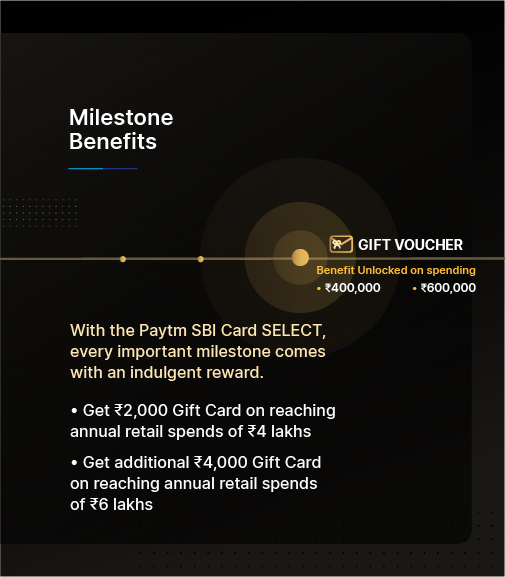 Milestone
Benefits
GIFT VOUCHER
Benefit Unlocked on spending
• ₹400,000 • ₹600,000
With the Paytm SBI Card SELECT,
every important milestone comes
with an indulgent reward.
• Get ₹2,000 Gift Card on reaching
annual retail spends of ₹4 lakhs
• Get additional ₹4,000 Gift Card
on reaching annual retail spends
of ₹6 lakhs